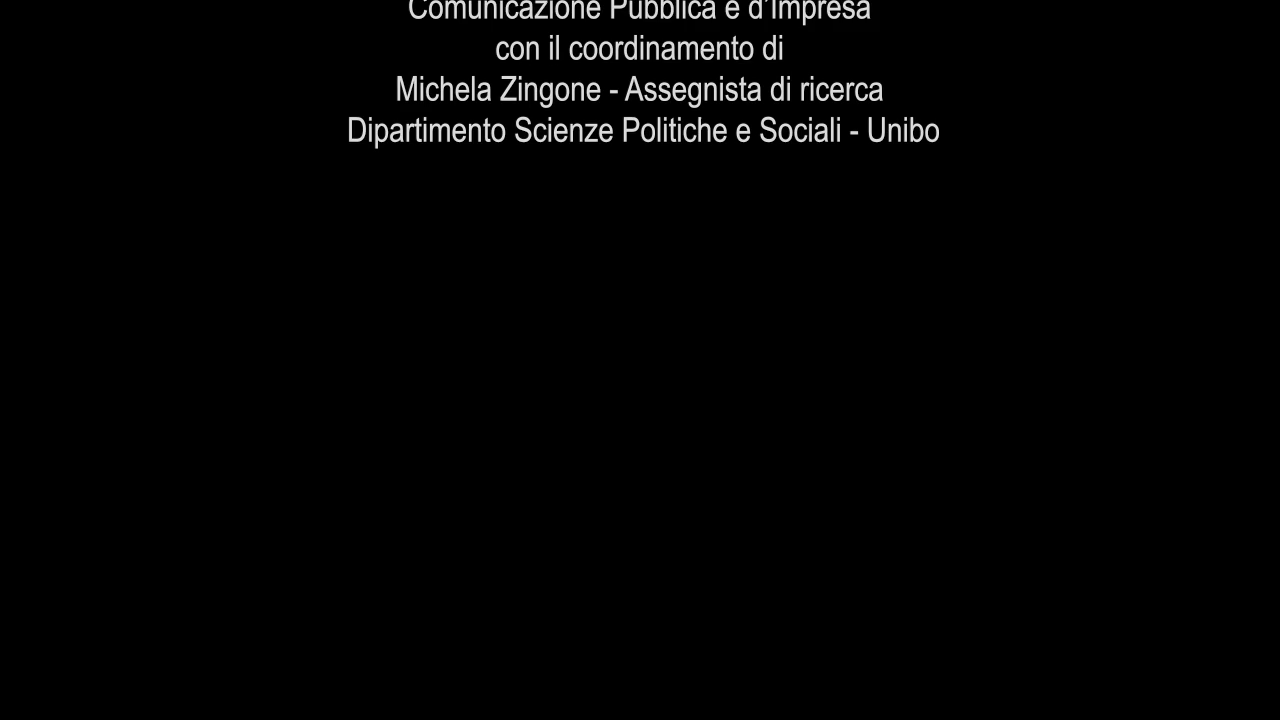 Comunicazione Pubblica e d'Impresa
con il coordinamento di
Michela Zingone - Assegnista di ricerca
Dipartimento Scienze Politiche e Sociali - Unibo